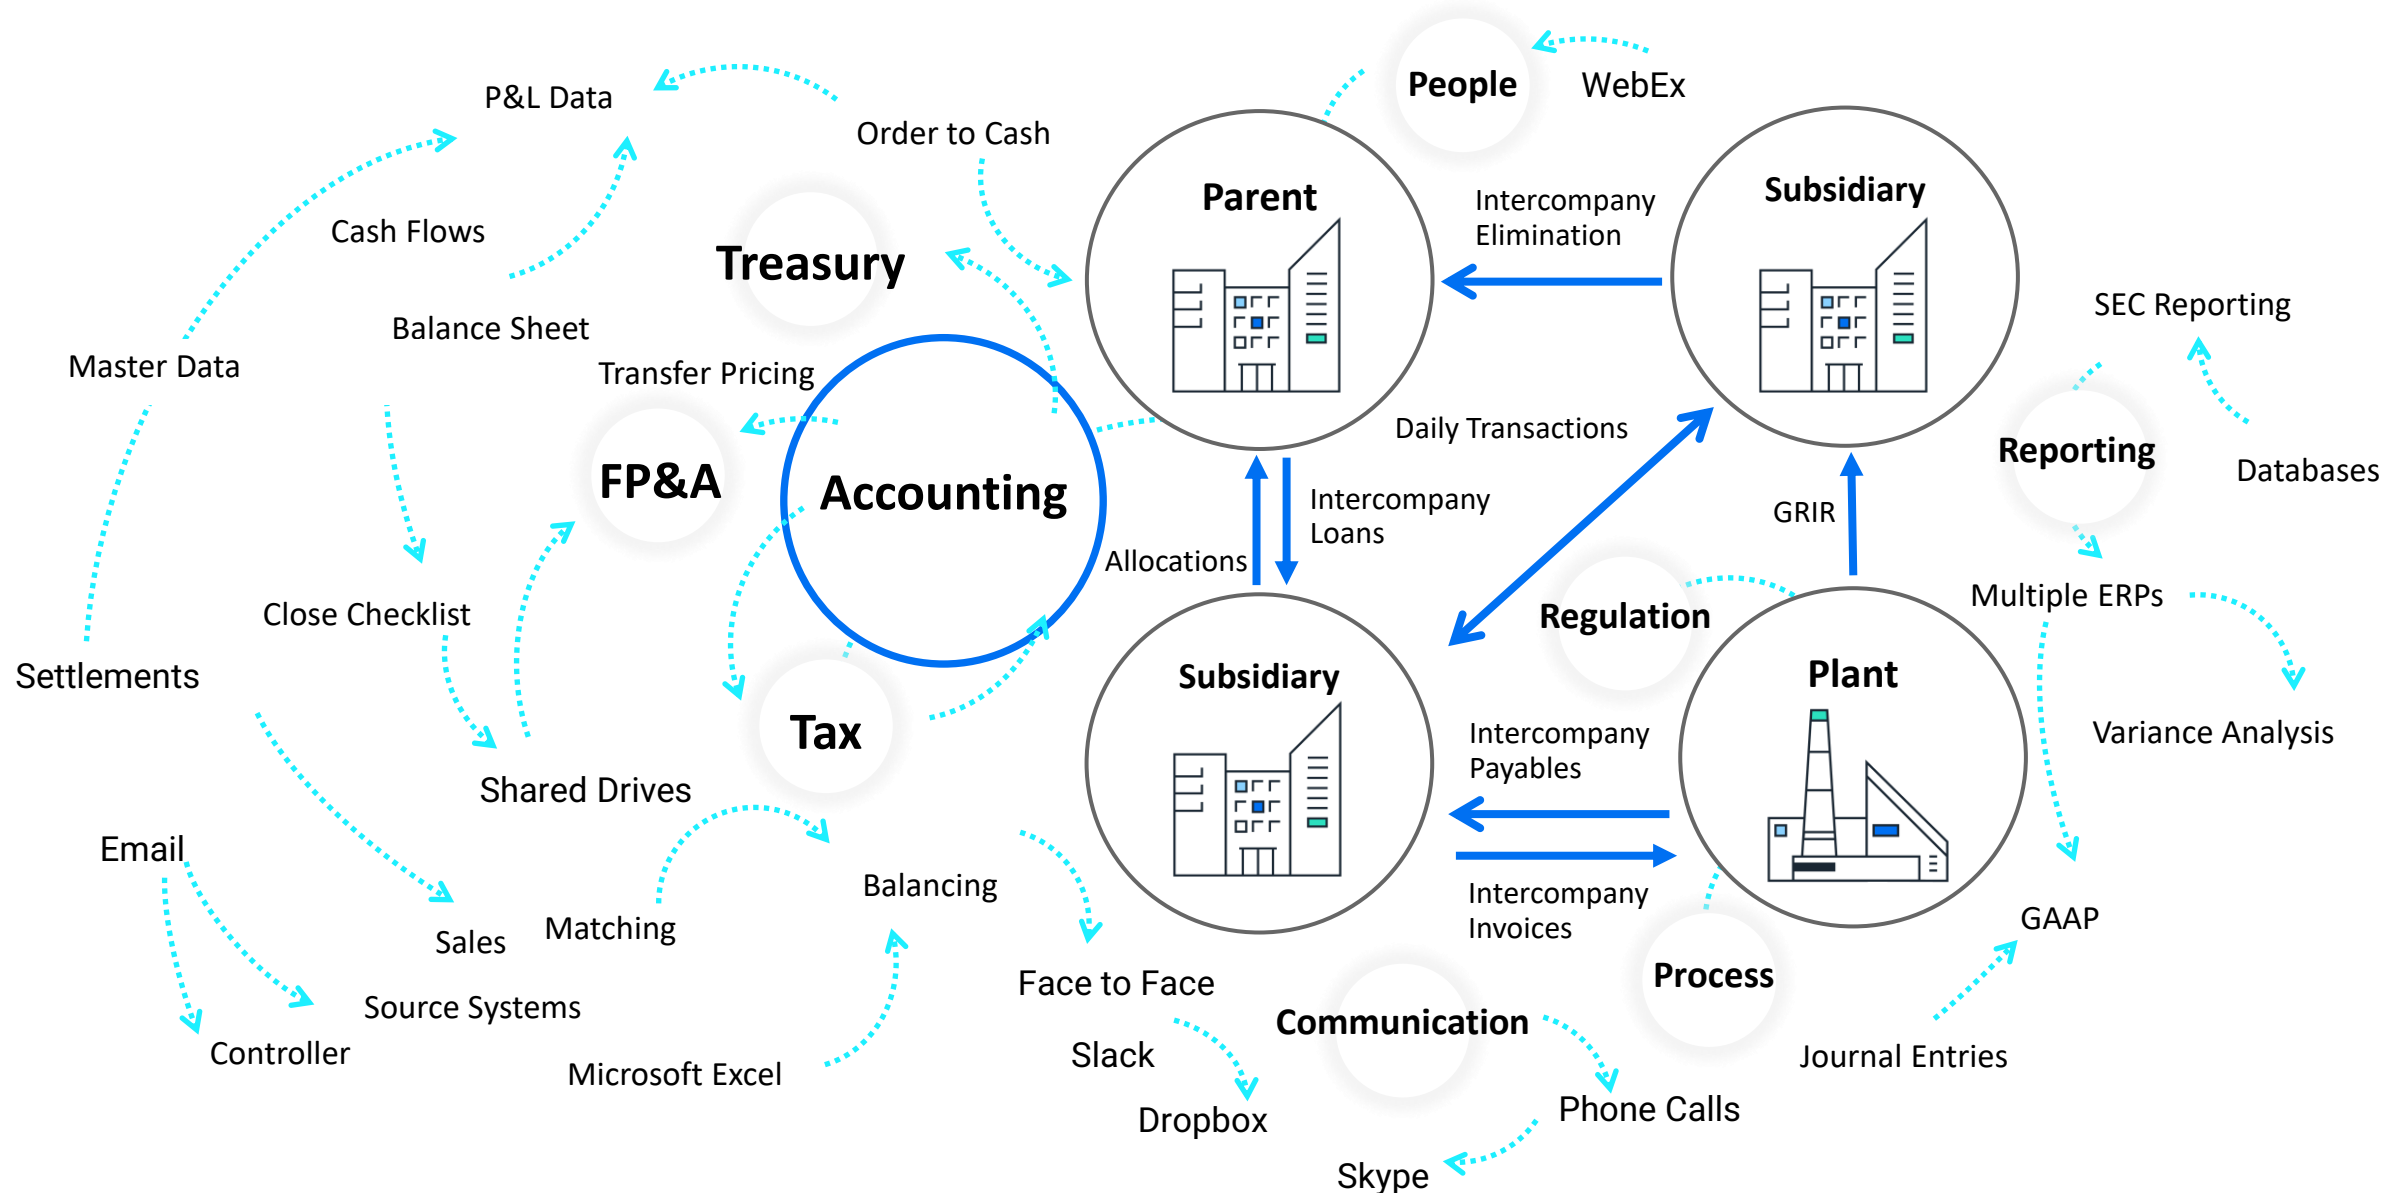 People
WebEx
P&L Data
Order to Cash
Parent
Subsidiary
Intercompany
Elimination
Cash Flows
Treasury
SEC Reporting
Balance Sheet
Master Data
Transfer Pricing
Daily Transactions
Reporting
Databases
FP&A
Accounting
Intercompany
Loans
GRIR
Allocations
Multiple ERPs
Close Checklist
Regulation
Settlements
Subsidiary
Plant
Tax
Intercompany
Payables
Variance Analysis
Shared Drives
Email
Balancing
Intercompany
Invoices
GAAP
Sales
Matching
Face to Face
Process
Source Systems
Communication
Controller
Slack
Journal Entries
Microsoft Excel
Dropbox
Phone Calls
Skype